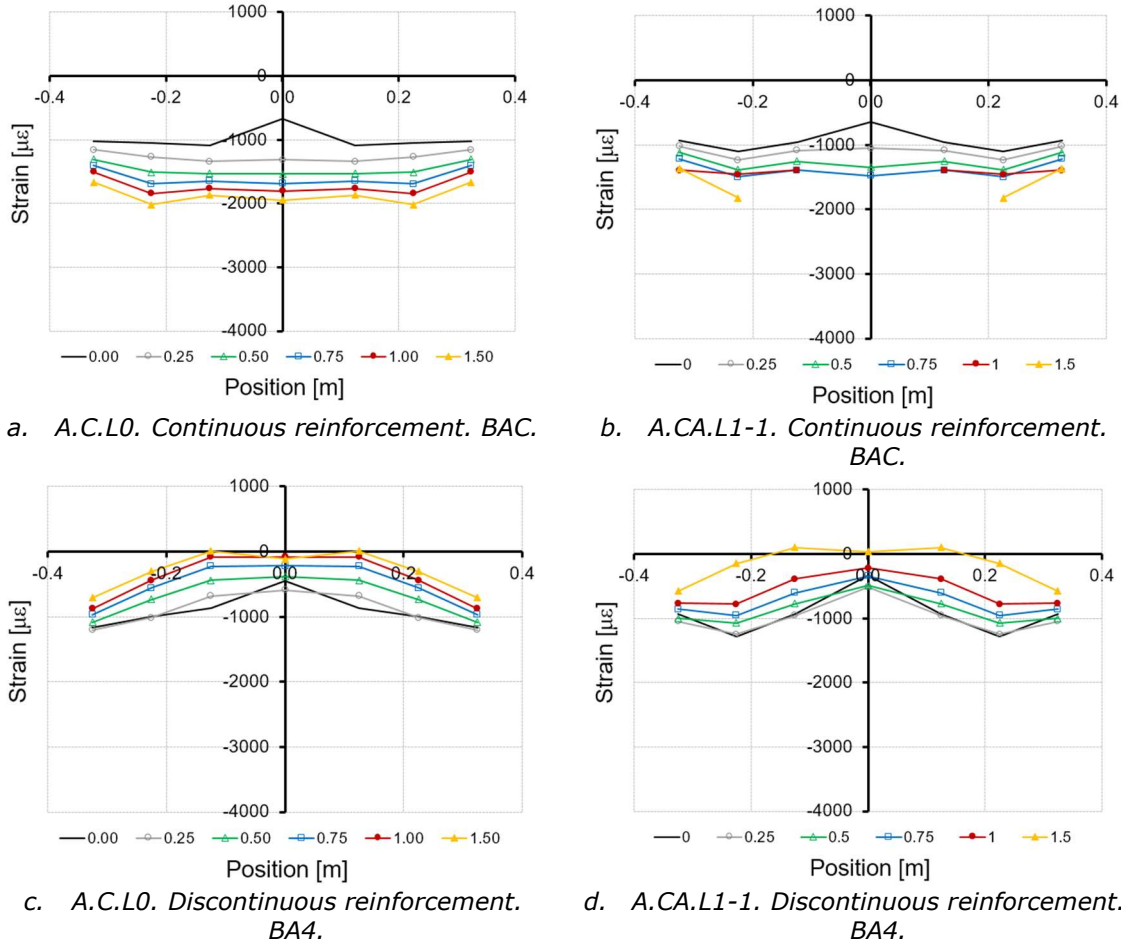 1000
0
-0.4 -0.2 0.0 0.2 0.4
-1000
-2000
-3000
-4000
Strain [µε]
0.00 0.25 0.50 0.75 1.00 1.50
Position [m]
a. A.C.L0. Continuous reinforcement. BAC.
1000
0
-0.4 -0.2 0.0 0.2 0.4
-1000
-2000
-3000
-4000
Strain [µε]
0 0.25 0.5 0.75 1 1.5
Position [m]
b. A.CA.L1-1. Continuous reinforcement.
BAC.
1000
0
-0.4 -0.2 0.0 0.2 0.4
-1000
-2000
-3000
-4000
Strain [µε]
0.00 0.25 0.50 0.75 1.00 1.50
Position [m]
c. A.C.L0. Discontinuous reinforcement.
BA4.
1000
0
-0.4 -0.2 0.0 0.2 0.4
-1000
-2000
-3000
-4000
Strain [µε]
0 0.25 0.5 0.75 1 1.5
Position [m]
d. A.CA.L1-1. Discontinuous reinforcement.
BA4.